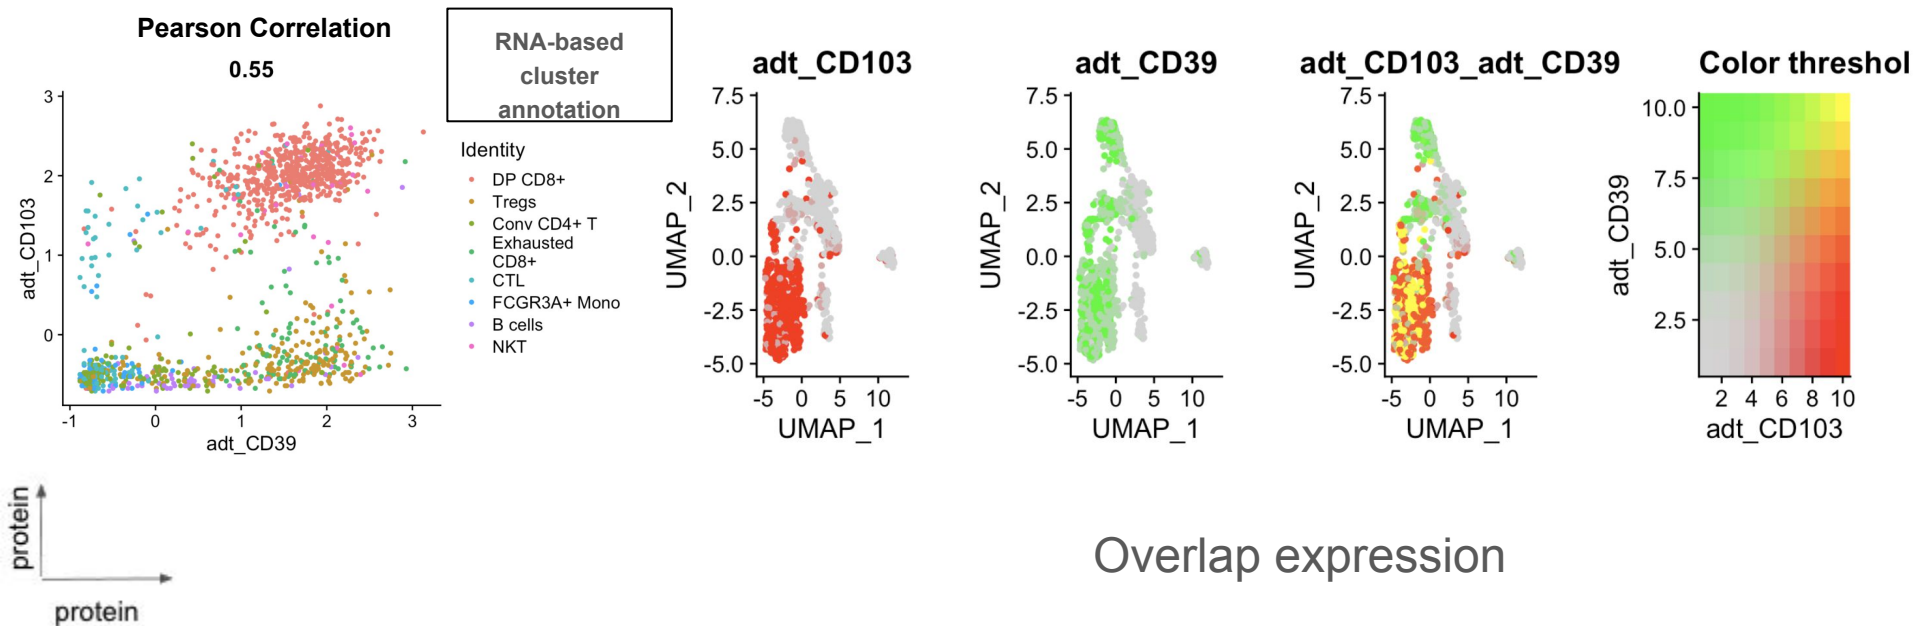 Pearson Correlation
0.55
3
2
1
0
adt_CD103
-1
0
1
2
3
adt_CD39
RNA-based
cluster
annotation
Identity
DP CD8+
Tregs
Conv CD4+ T
Exhausted
CD8+
CTL
FCGR3A+ Mono
B cells
NKT
adt_CD103
7.5
5.0
2.5
0.0
-2.5
-5.0
UMAP_2
-5 0 5 10
UMAP_1
adt_CD39
7.5
5.0
2.5
0.0
-2.5
-5.0
UMAP_2
-5 0 5 10
UMAP_1
adt_CD103_adt_CD39
7.5
5.0
2.5
0.0
-2.5
-5.0
UMAP_2
-5 0 5 10
UMAP_1
Color threshol
10.0
7.5
5.0
2.5
adt_CD39
2 4 6 8 10
adt_CD103
protein
protein
Overlap expression